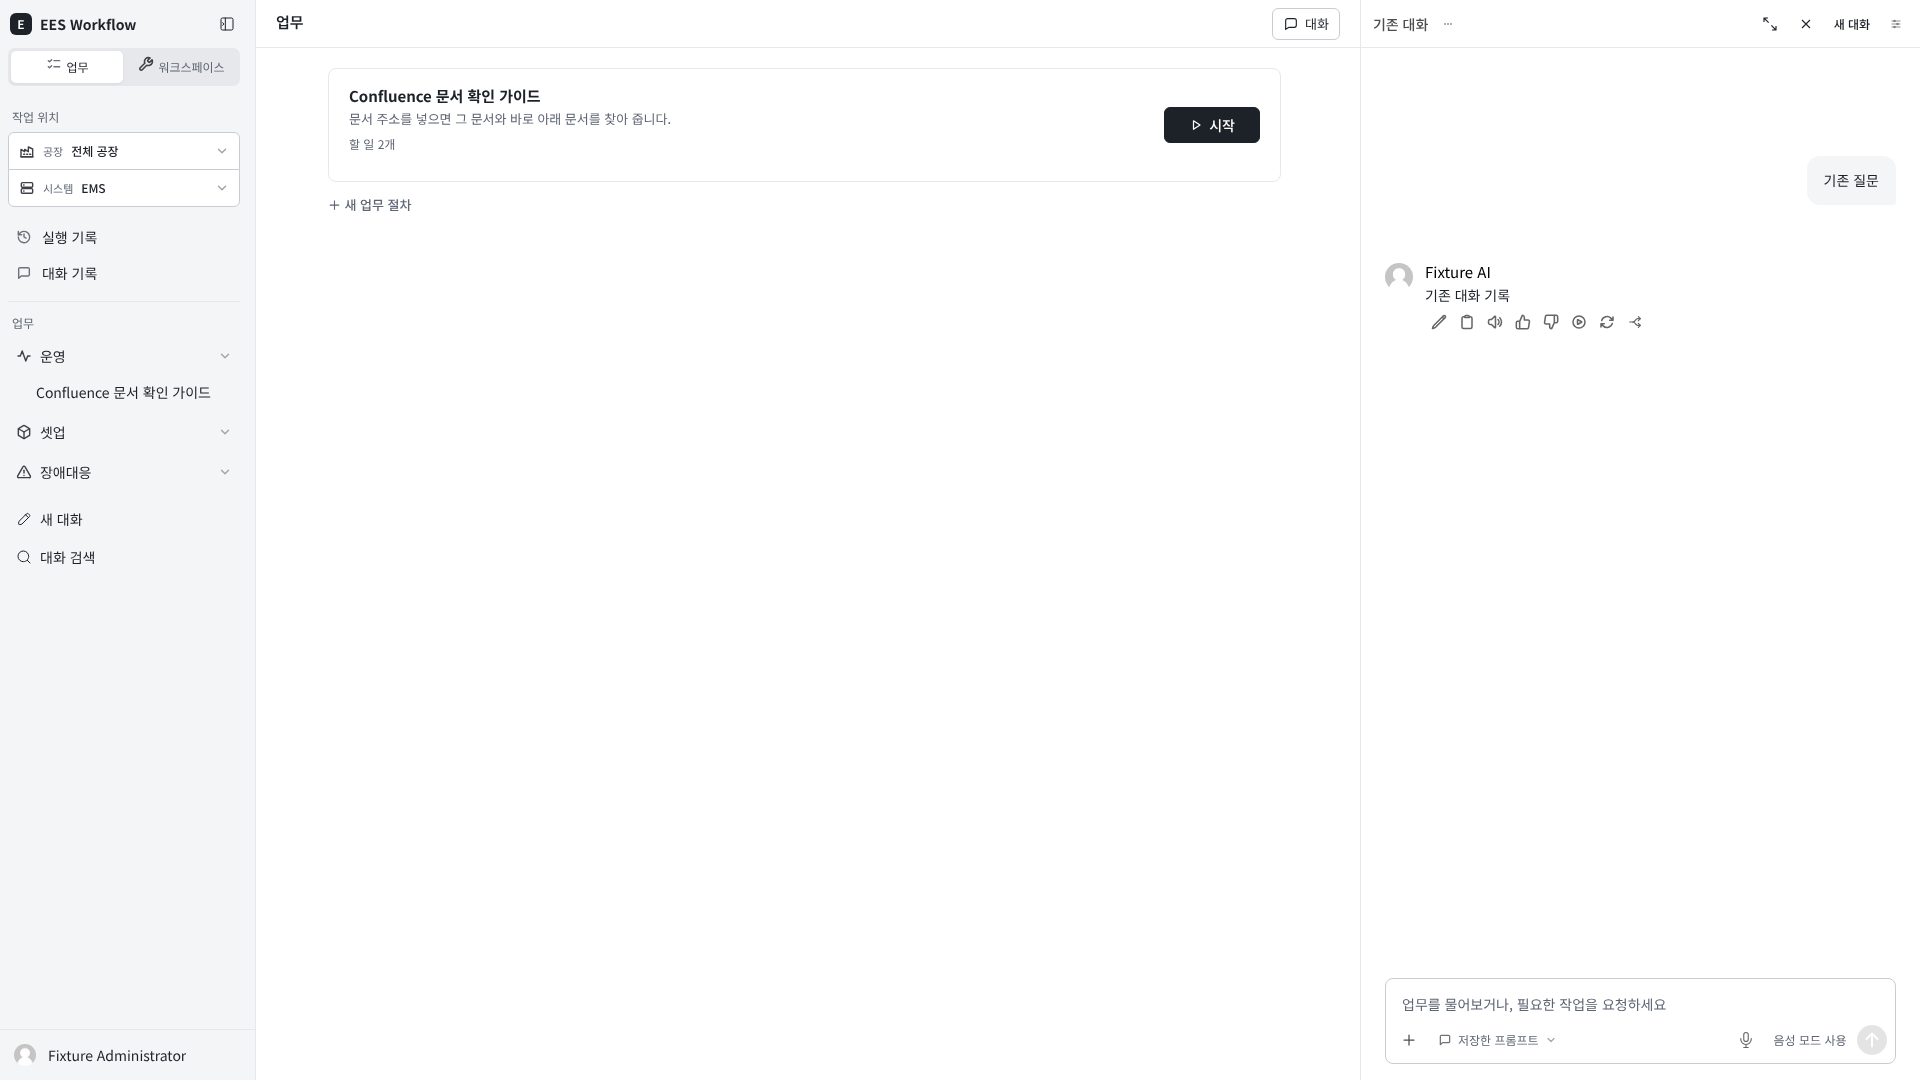 E EES Workflow
업무
워크스페이스
작업 위치
공장 전체 공장
시스템 EMS
실행 기록
대화 기록
업무
운영
Confluence 문서 확인 가이드
셋업
장애대응
새 대화
대화 검색
Fixture Administrator
업무
대화
Confluence 문서 확인 가이드
문서 주소를 넣으면 그 문서와 바로 아래 문서를 찾아 줍니다.
할 일 2개
시작
+ 새 업무 절차
기존 대화 ···
새 대화
기존 질문
Fixture AI
기존 대화 기록
업무를 물어보거나, 필요한 작업을 요청하세요
저장한 프롬프트
음성 모드 사용